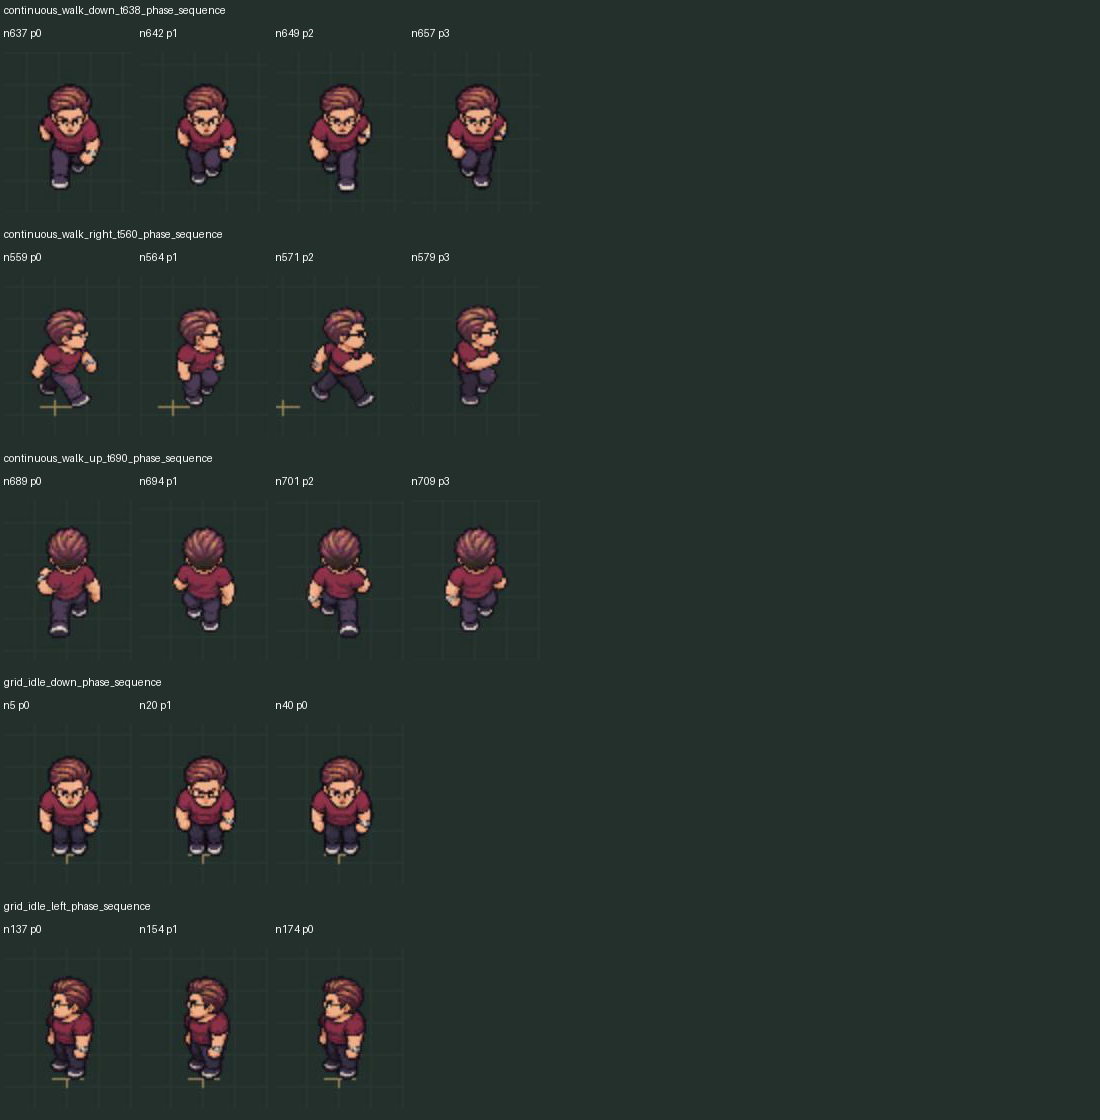 continuous_walk_down_t638_phase_sequence
n637 p0 n642 p1 n649 p2 n657 p3
continuous_walk_right_t560_phase_sequence
n559 p0 n564 p1 n571 p2 n579 p3
continuous_walk_up_t690_phase_sequence
n689 p0 n694 p1 n701 p2 n709 p3
grid_idle_down_phase_sequence
n5 p0 n20 p1 n40 p0
grid_idle_left_phase_sequence
n137 p0 n154 p1 n174 p0